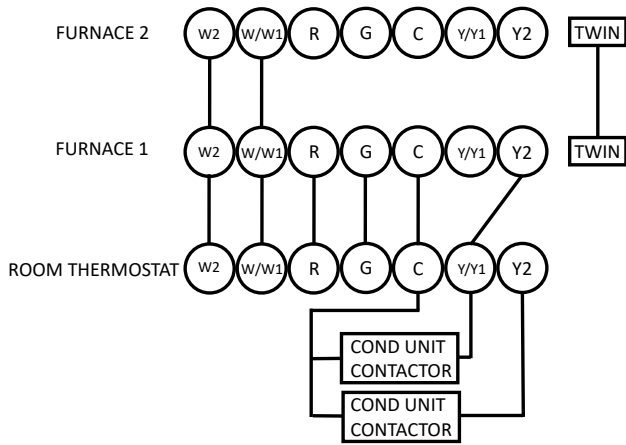 FURNACE 2 W2 W/W1 R G C Y/Y1 Y2 TWIN
FURNACE 1 W2 W/W1 R G C Y/Y1 Y2 TWIN
ROOM THERMOSTAT W2 W/W1 R G C Y/Y1 Y2
COND UNIT
CONTACTOR
COND UNIT
CONTACTOR